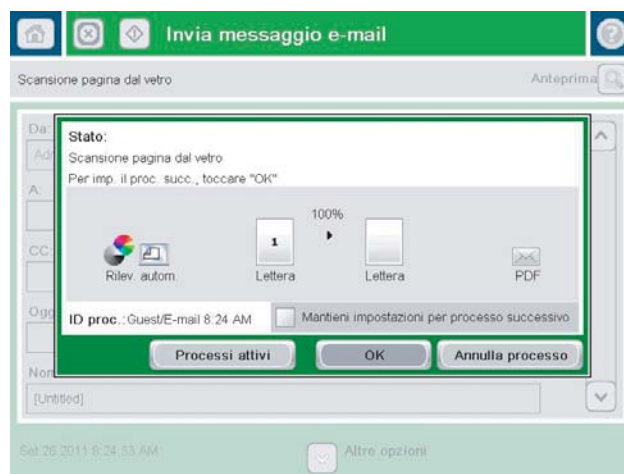 Invia messaggio e-mail
Scansione pagina dal vetro
Anteprima
Da:
Stato:
Scansione pagina dal vetro
Per imp. il proc. succ., toccare "OK"
A:
100%
1
CC:
Rilev. autom.
Lettera
Lettera
PDF
Ogg
ID proc.: Guest/E-mail 8:24 AM
Mantieni impostazioni per processo successivo
Processi attivi
OK
Annulla processo
[Untitled]
Set 26 2011 8:24:33 AM
Altre opzioni